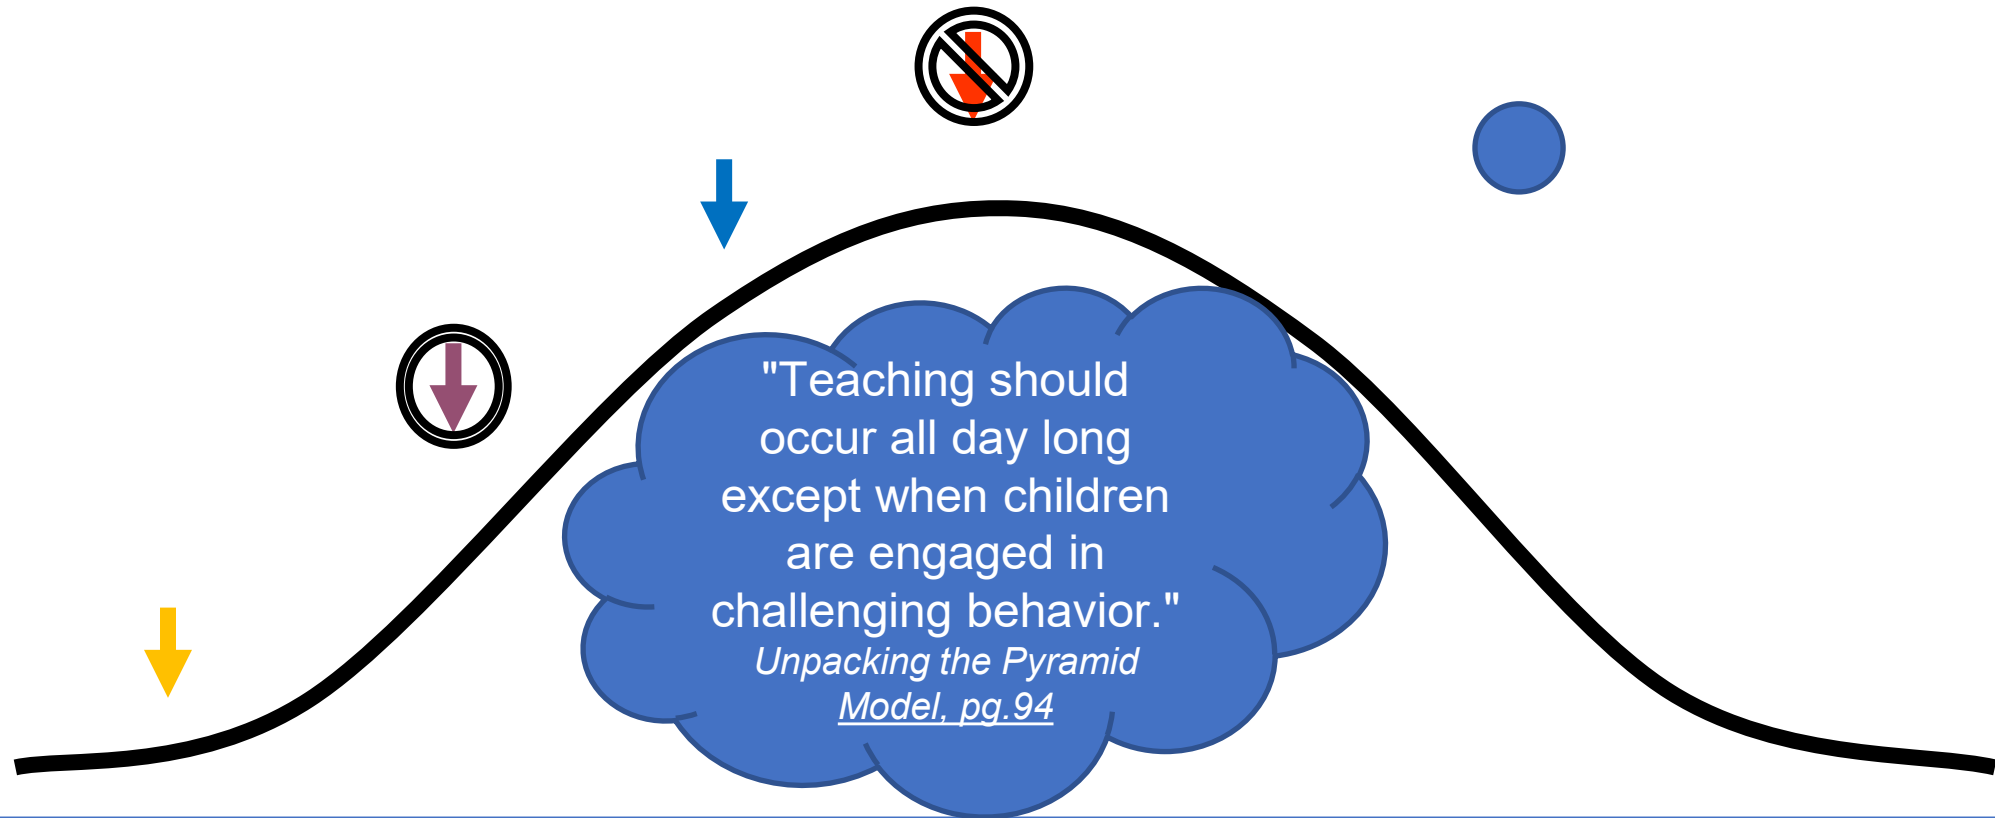 "Teaching should
occur all day long
except when children
are engaged in
challenging behavior."
Unpacking the Pyramid
Model, pg.94